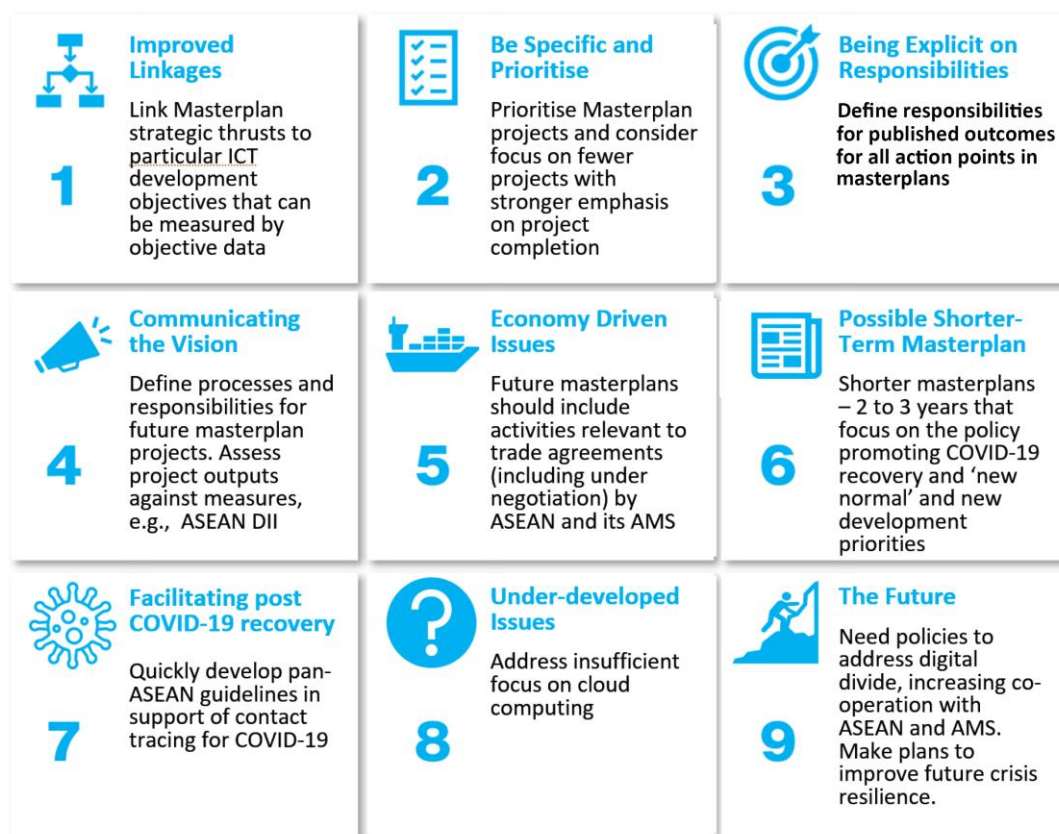 Improved
Linkages
Link Masterplan
strategic thrusts to
particular ICT
development
objectives that can
be measured by
objective data
1
Be Specific and
Prioritise
Prioritise Masterplan
projects and consider
focus on fewer
projects with
stronger emphasis
on project
completion
2
Being Explicit on
Responsibilities
Define responsibilities
for published outcomes
for all action points in
masterplans
3
Communicating
the Vision
Define processes and
responsibilities for
future masterplan
projects. Assess
project outputs
against measures,
e.g., ASEAN DII
4
Economy Driven
Issues
Future masterplans
should include
activities relevant to
trade agreements
(including under
negotiation) by
ASEAN and its AMS
5
Possible Shorter-
Term Masterplan
Shorter masterplans
– 2 to 3 years that
focus on the policy
promoting COVID-19
recovery and ‘new
normal’ and new
development
priorities
6
Facilitating post
COVID-19 recovery
Quickly develop pan-
ASEAN guidelines in
support of contact
tracing for COVID-19
7
Under-developed
Issues
Address insufficient
focus on cloud
computing
8
The Future
Need policies to
address digital
divide, increasing co-
operation with
ASEAN and AMS.
Make plans to
improve future crisis
resilience.
9